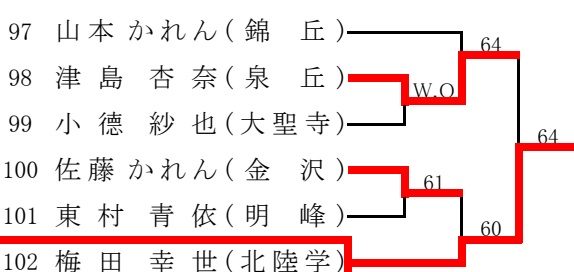 97 山本 かれん(錦 丘)
64
98 津 島 杏 奈(泉 丘)
W.O
99 小 德 紗 也(大聖寺)
64
100 佐藤 かれん(金 沢)
61
101 東 村 青 依(明 峰)
60
102 梅 田 幸 世(北陸学)